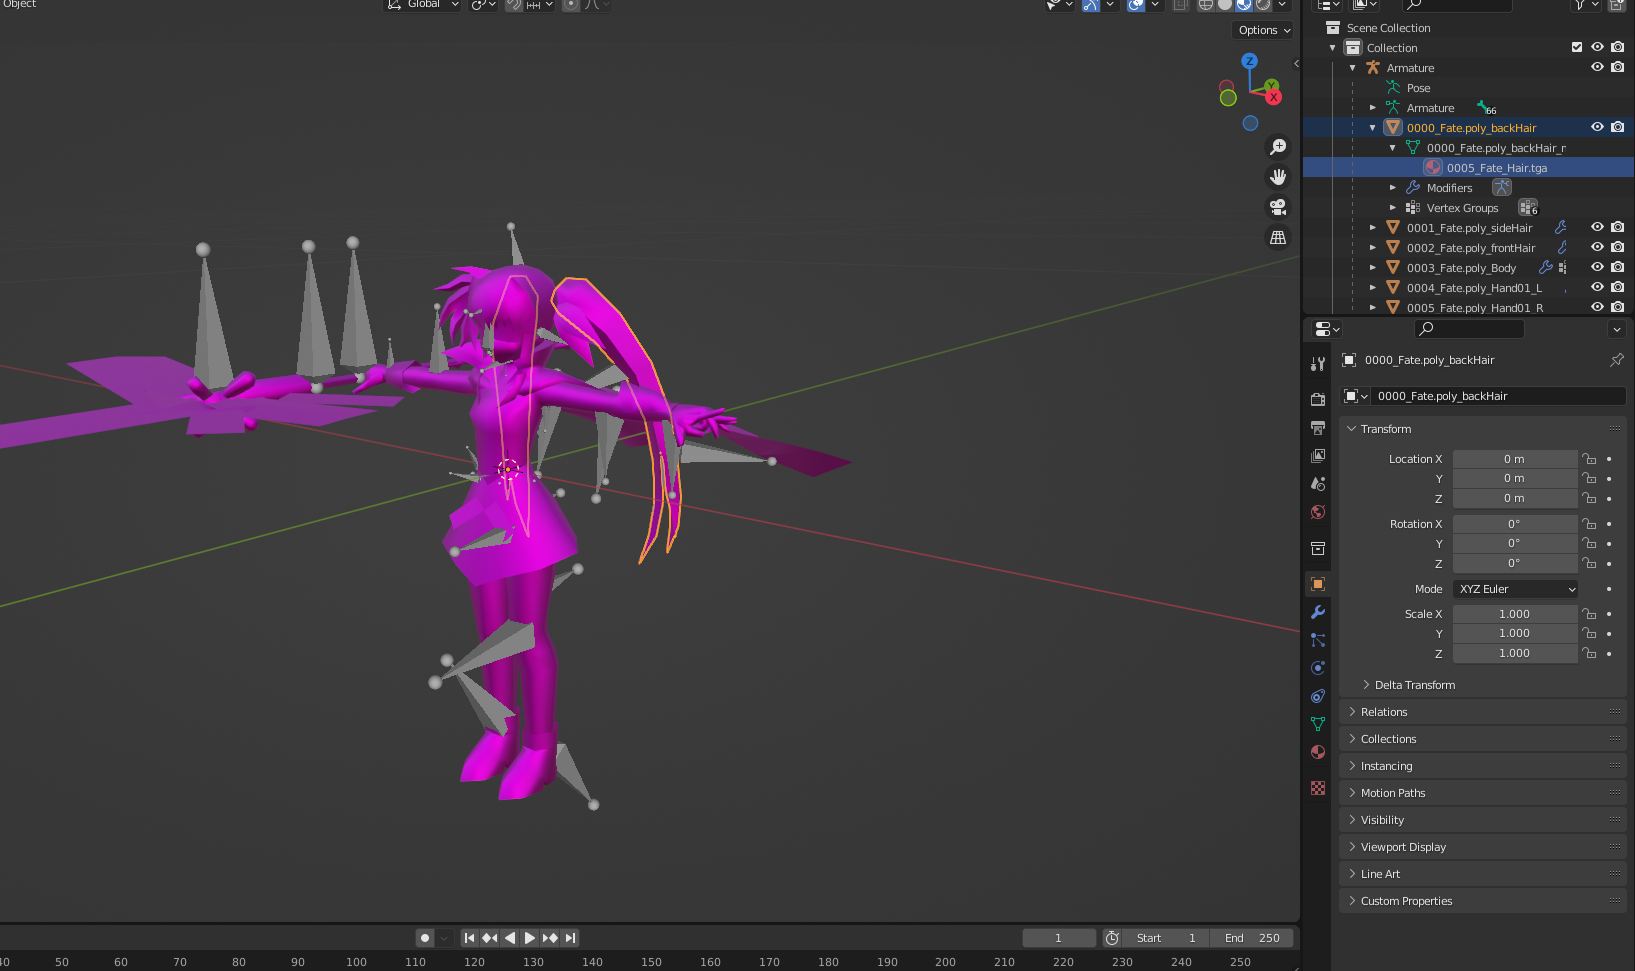 Object
Global
Options
Z
Y
X
Scene Collection
Collection
Armature
Pose
Armature 66
0000_Fate.poly_backHair
0000_Fate.poly_backHair_r
0005_Fate_Hair.tga
Modifiers
Vertex Groups 6
0001_Fate.poly_sideHair
0002_Fate.poly_frontHair
0003_Fate.poly_Body
0004_Fate.poly_Hand01_L
0005_Fate.poly_Hand01_R
0000_Fate.poly_backHair
0000_Fate.poly_backHair
Transform
Location X 0 m
Y 0 m
Z 0 m
Rotation X 0°
Y 0°
Z 0°
Mode XYZ Euler
Scale X 1.000
Y 1.000
Z 1.000
Delta Transform
Relations
Collections
Instancing
Motion Paths
Visibility
Viewport Display
Line Art
Custom Properties
1 Start 1 End 250
40 50 60 70 80 90 100 110 120 130 140 150 160 170 180 190 200 210 220 230 240 250